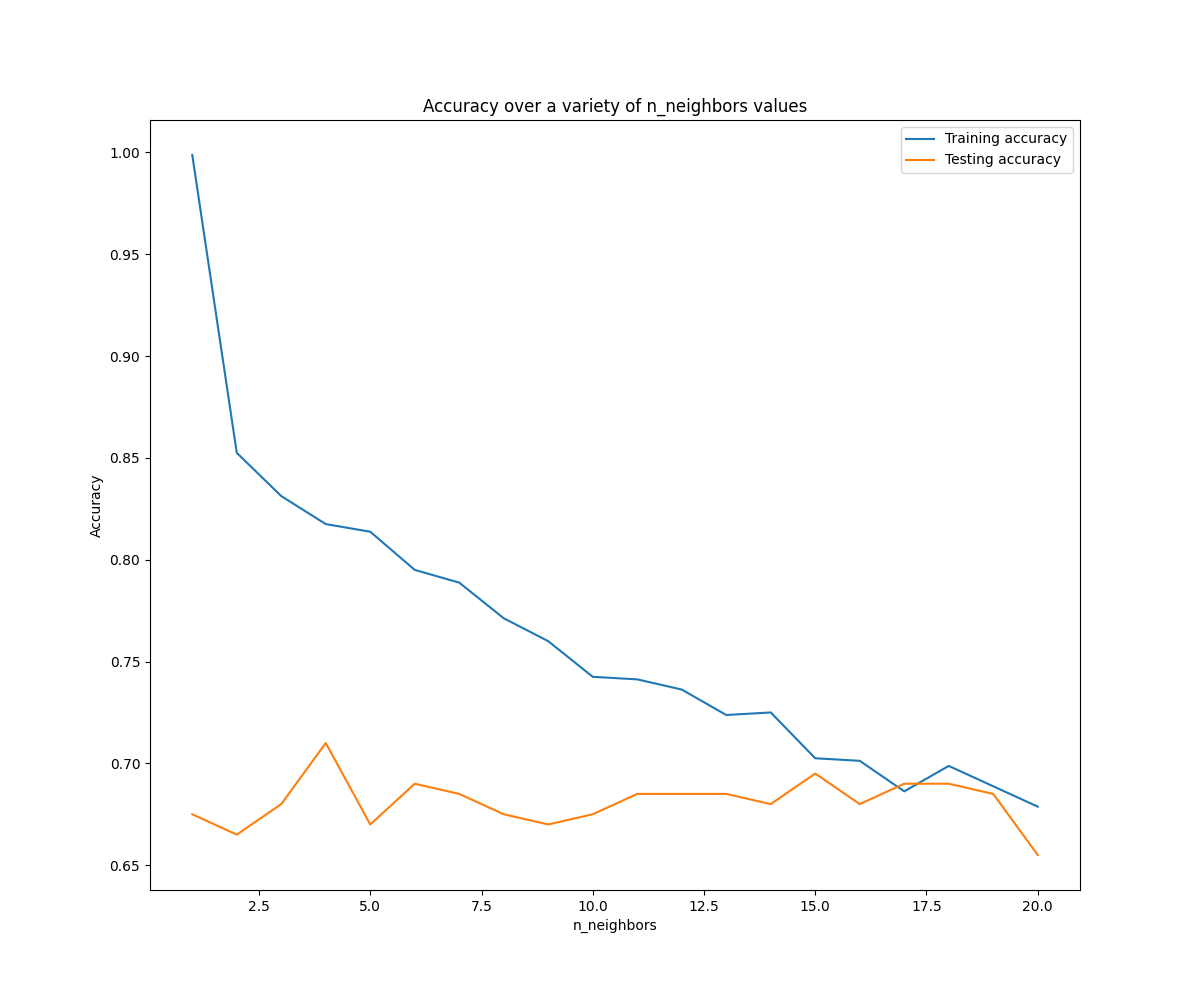 Accuracy over a variety of n_neighbors values
Training accuracy
Testing accuracy
1.00
0.95
0.90
0.85
0.80
0.75
0.70
0.65
Accuracy
2.5 5.0 7.5 10.0 12.5 15.0 17.5 20.0
n_neighbors